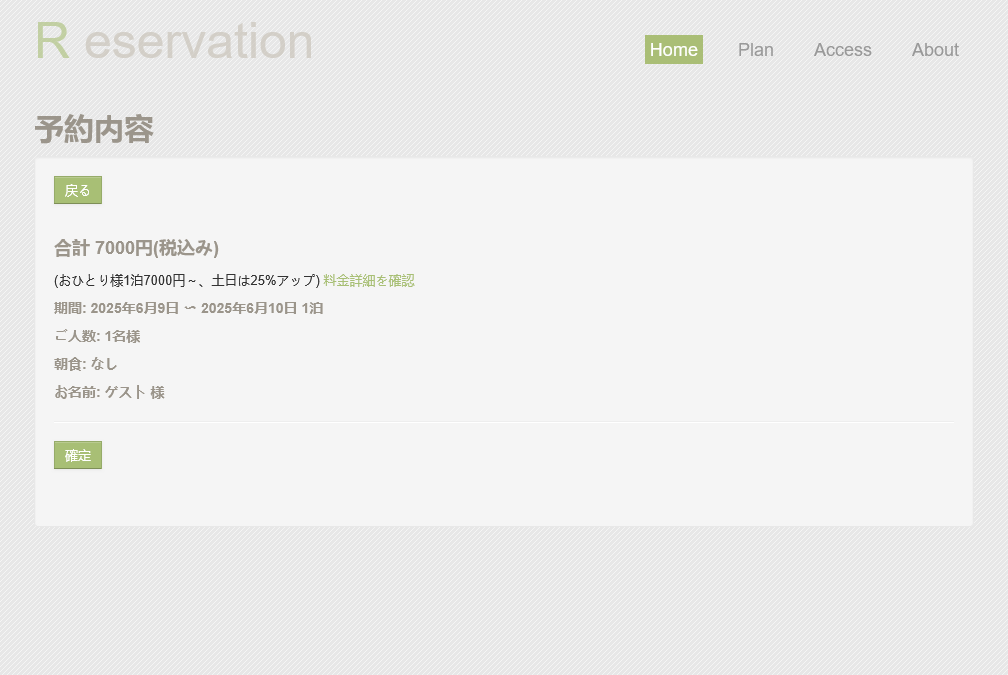 R eservation
Home Plan Access About
予約内容
戻る
合計 7000円(税込み)
(おひとり様1泊7000円～、土日は25%アップ) 料金詳細を確認
期間: 2025年6月9日 〜 2025年6月10日 1泊
ご人数: 1名様
朝食: なし
お名前: ゲスト 様
確定